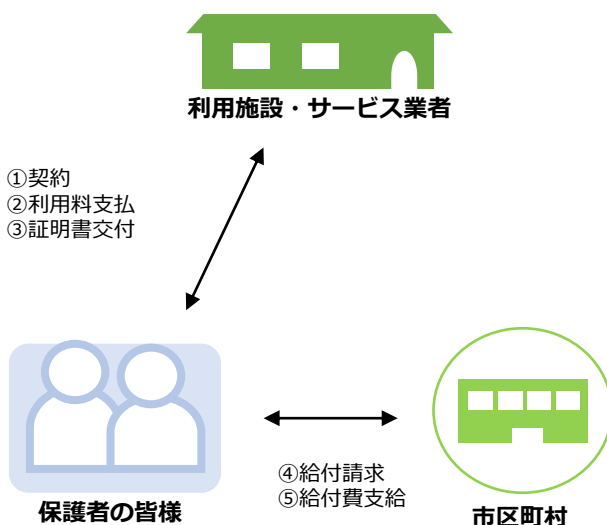 利用施設・サービス業者
①契約
②利用料支払
③証明書交付
④給付請求
⑤給付費支給
保護者の皆様
市区町村